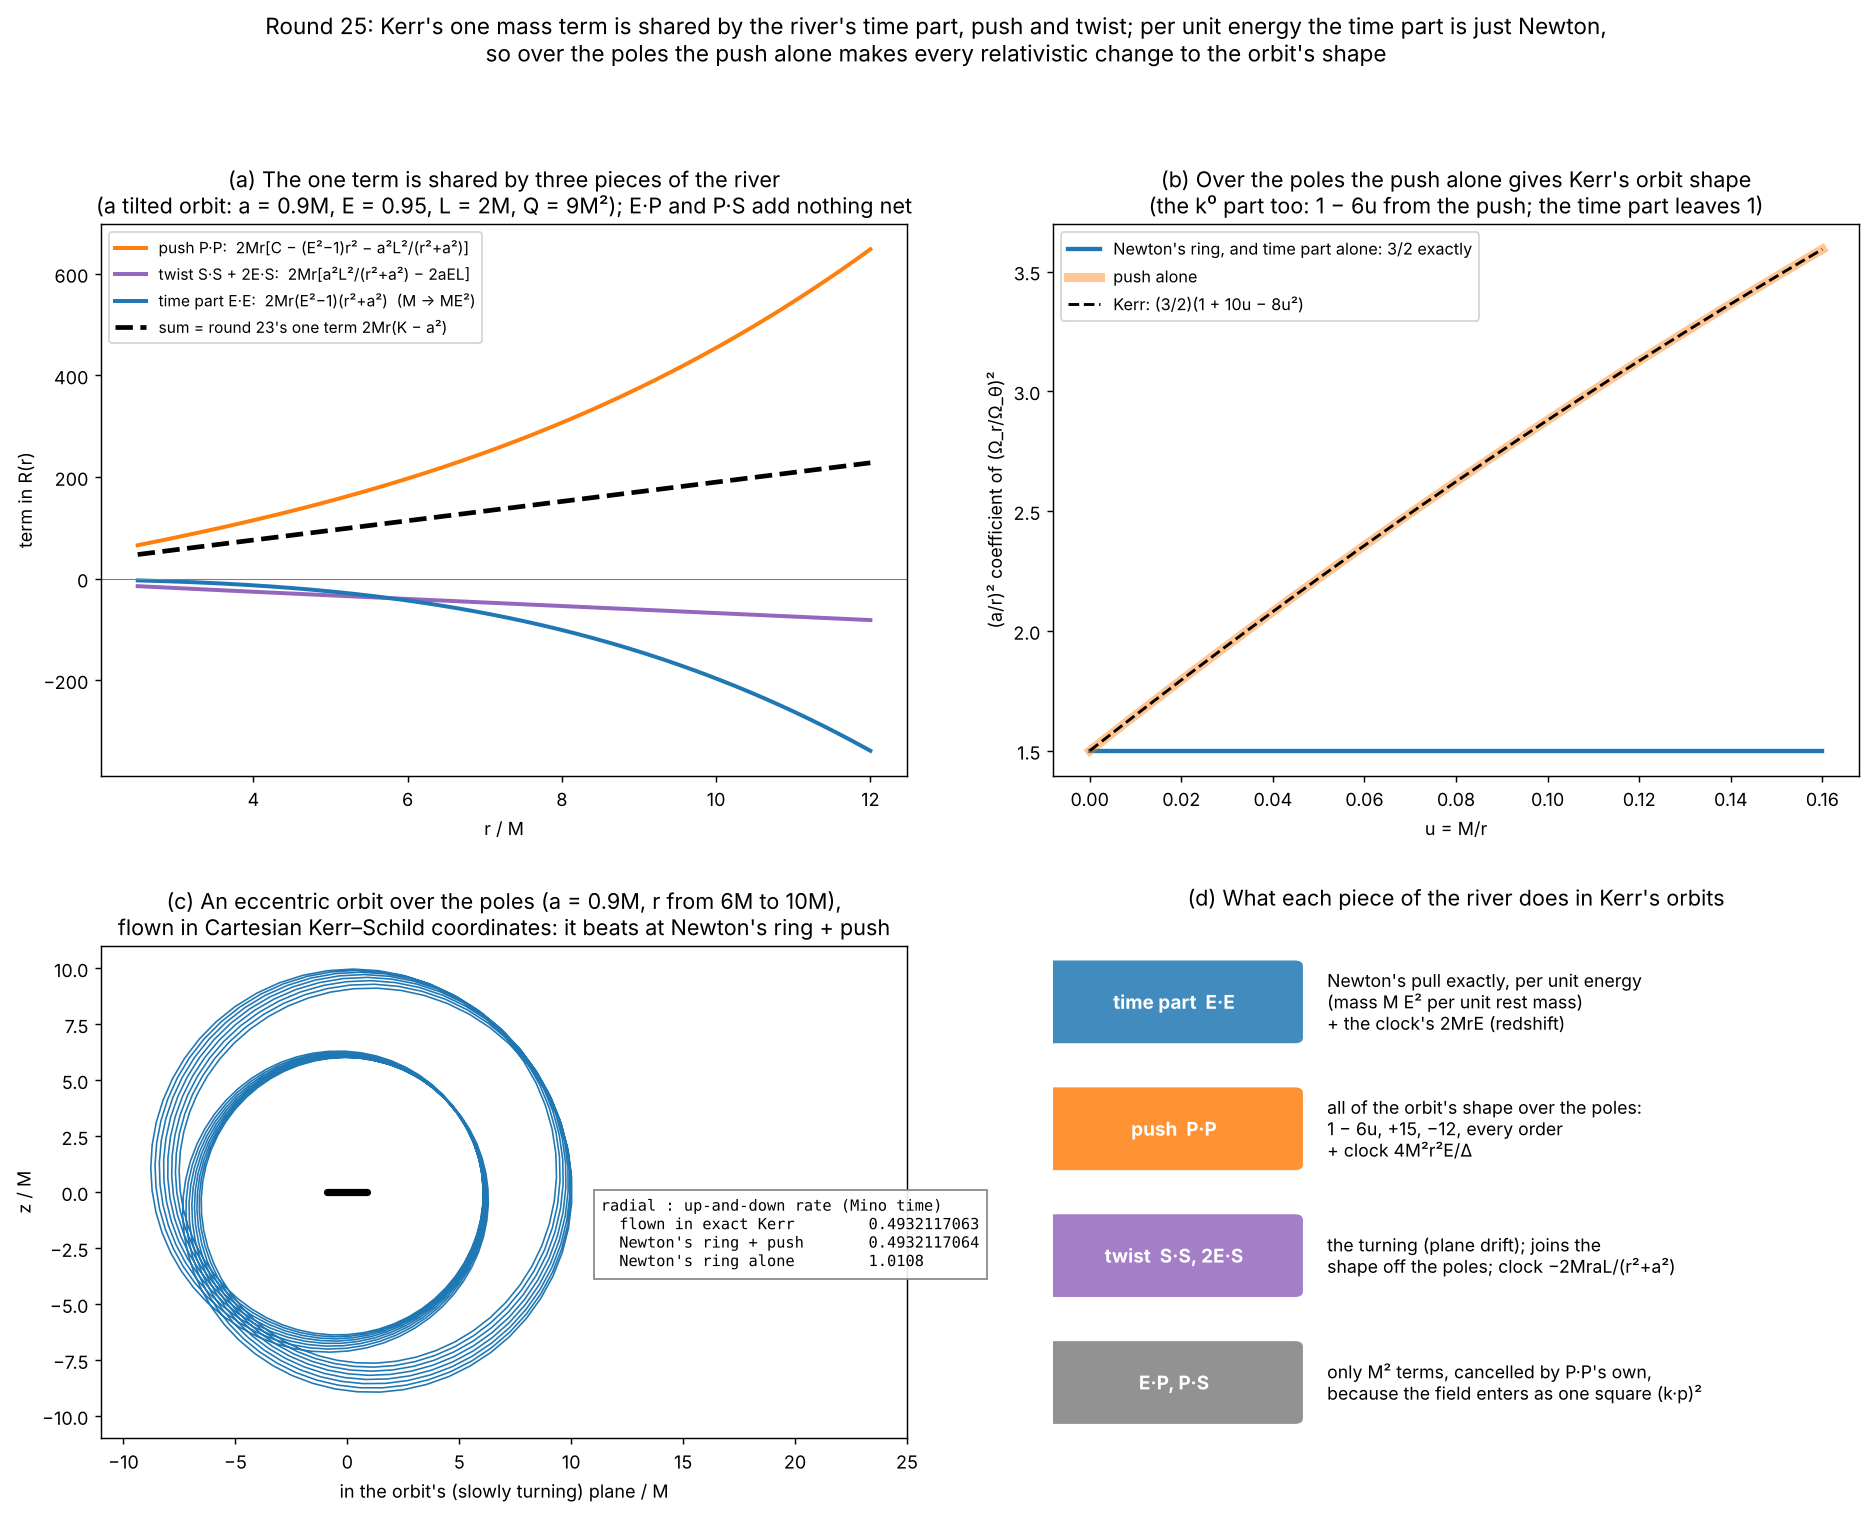 Round 25: Kerr's one mass term is shared by the river's time part, push and twist; per unit energy the time part is just Newton,
so over the poles the push alone makes every relativistic change to the orbit's shape
(a) The one term is shared by three pieces of the river
(a tilted orbit: a = 0.9M, E = 0.95, L = 2M, Q = 9M²); E·P and P·S add nothing net
push P·P:  2Mr[C − (E²−1)r² − a²L²/(r²+a²)]
twist S·S + 2E·S:  2Mr[a²L²/(r²+a²) − 2aEL]
time part E·E:  2Mr(E²−1)(r²+a²)  (M → ME²)
sum = round 23's one term 2Mr(K − a²)
term in R(r)
600
400
200
0
−200
4
6
8
10
12
r / M
(b) Over the poles the push alone gives Kerr's orbit shape
(the k⁰ part too: 1 − 6u from the push; the time part leaves 1)
Newton's ring, and time part alone: 3/2 exactly
push alone
Kerr: (3/2)(1 + 10u − 8u²)
(a/r)² coefficient of (Ω_r/Ω_θ)²
3.5
3.0
2.5
2.0
1.5
0.00
0.02
0.04
0.06
0.08
0.10
0.12
0.14
0.16
u = M/r
(c) An eccentric orbit over the poles (a = 0.9M, r from 6M to 10M),
flown in Cartesian Kerr–Schild coordinates: it beats at Newton's ring + push
z / M
10.0
7.5
5.0
2.5
0.0
−2.5
−5.0
−7.5
−10.0
radial : up-and-down rate (Mino time)
flown in exact Kerr        0.4932117063
Newton's ring + push       0.4932117064
Newton's ring alone        1.0108
−10
−5
0
5
10
15
20
25
in the orbit's (slowly turning) plane / M
(d) What each piece of the river does in Kerr's orbits
time part  E·E
Newton's pull exactly, per unit energy
(mass M E² per unit rest mass)
+ the clock's 2MrE (redshift)
push  P·P
all of the orbit's shape over the poles:
1 − 6u, +15, −12, every order
+ clock 4M²r²E/Δ
twist  S·S, 2E·S
the turning (plane drift); joins the
shape off the poles; clock −2MraL/(r²+a²)
E·P, P·S
only M² terms, cancelled by P·P's own,
because the field enters as one square (k·p)²